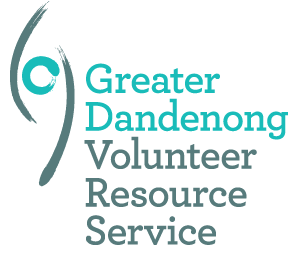 Greater
Dandenong
Volunteer
Resource
Service